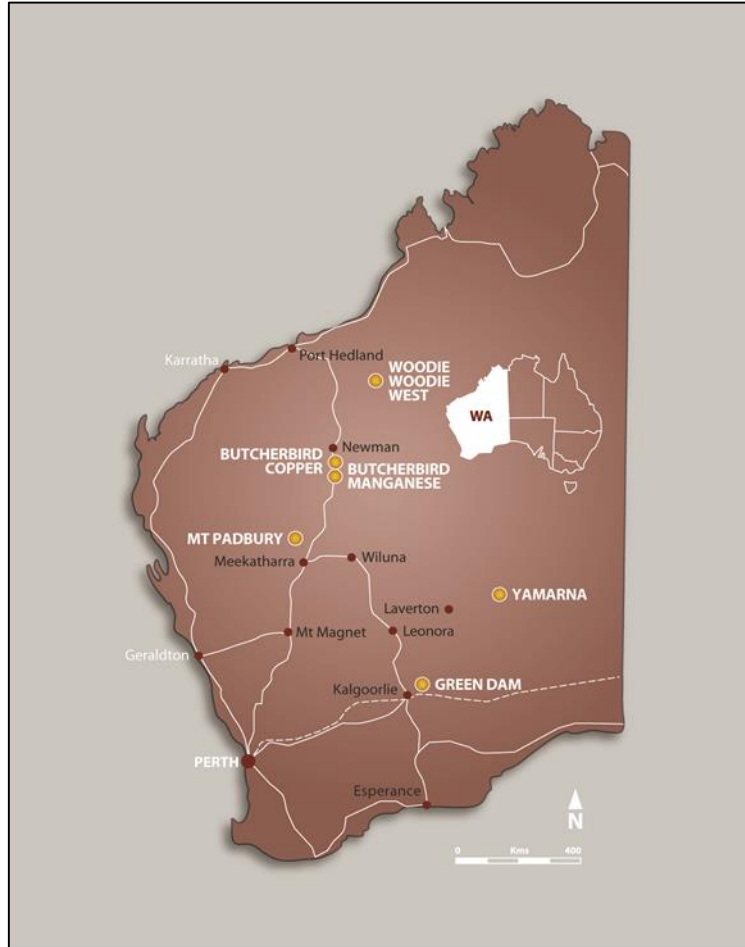 Karratha
Port Hedland
WOODIE
WOODIE
WEST
WA
Newman
BUTCHERBIRD
COPPER
BUTCHERBIRD
MANGANESE
MT PADBURY
Meekatharra
Wiluna
YAMARNA
Laverton
Mt Magnet
Leonora
Geraldton
GREEN DAM
Kalgoorlie
PERTH
Esperance
N
0 Kms 400